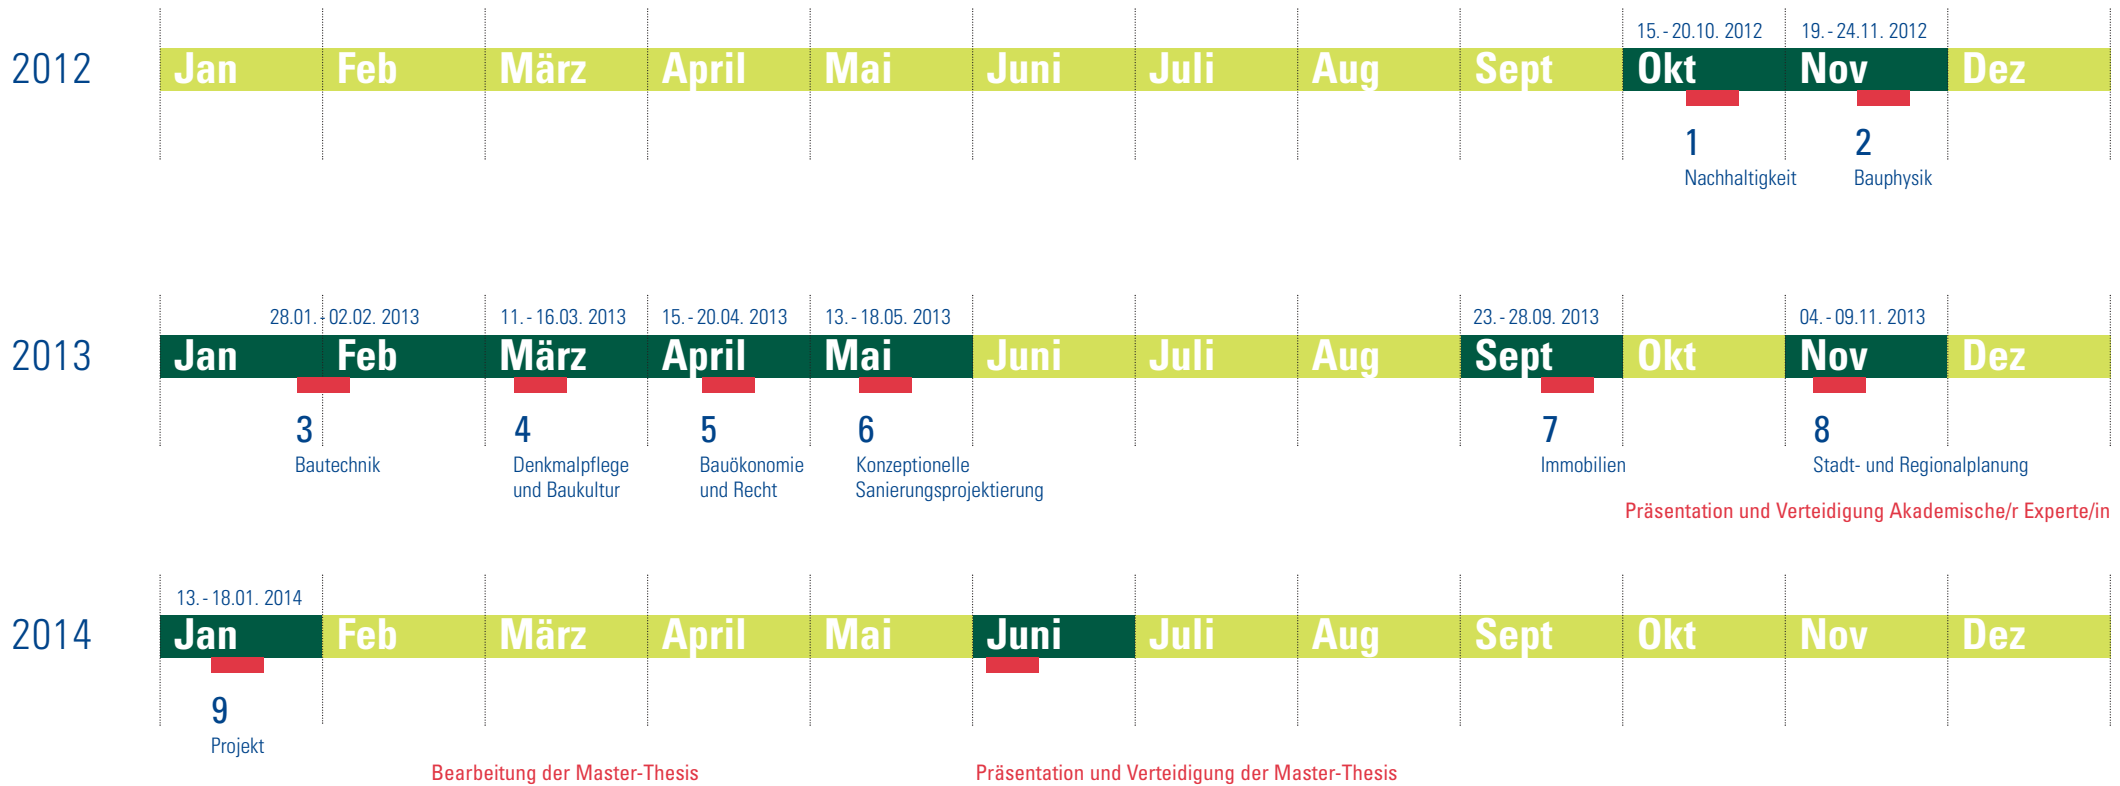 15. - 20.10. 2012 19. - 24.11. 2012
2012 Jan Feb März April Mai Juni Juli Aug Sept Okt Nov Dez
1 2
Nachhaltigkeit Bauphysik
28.01. - 02.02. 2013 11. - 16.03. 2013 15. - 20.04. 2013 13. - 18.05. 2013 23. - 28.09. 2013 04. - 09.11. 2013
2013 Jan Feb März April Mai Juni Juli Aug Sept Okt Nov Dez
3 4 5 6 7 8
Bautechnik Denkmalpflege Bauökonomie Konzeptionelle Immobilien Stadt- und Regionalplanung
und Baukultur und Recht Sanierungsprojektierung
Präsentation und Verteidigung Akademische/r Experte/in
13. - 18.01. 2014
2014 Jan Feb März April Mai Juni Juli Aug Sept Okt Nov Dez
9
Projekt
Bearbeitung der Master-Thesis Präsentation und Verteidigung der Master-Thesis